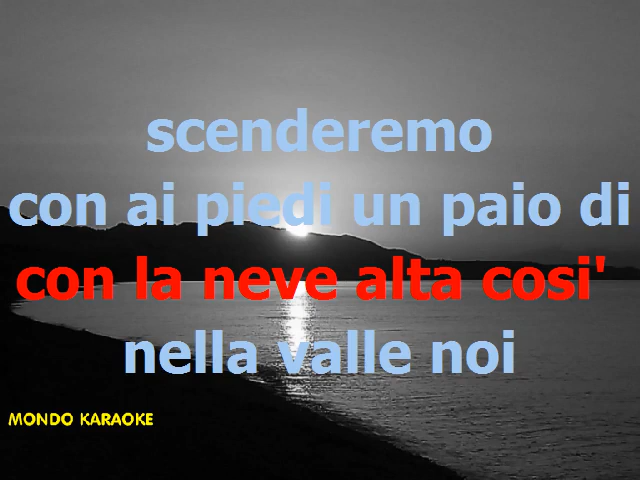 scenderemo
con ai piedi un paio di
con la neve alta cosi'
nella valle noi
MONDO KARAOKE